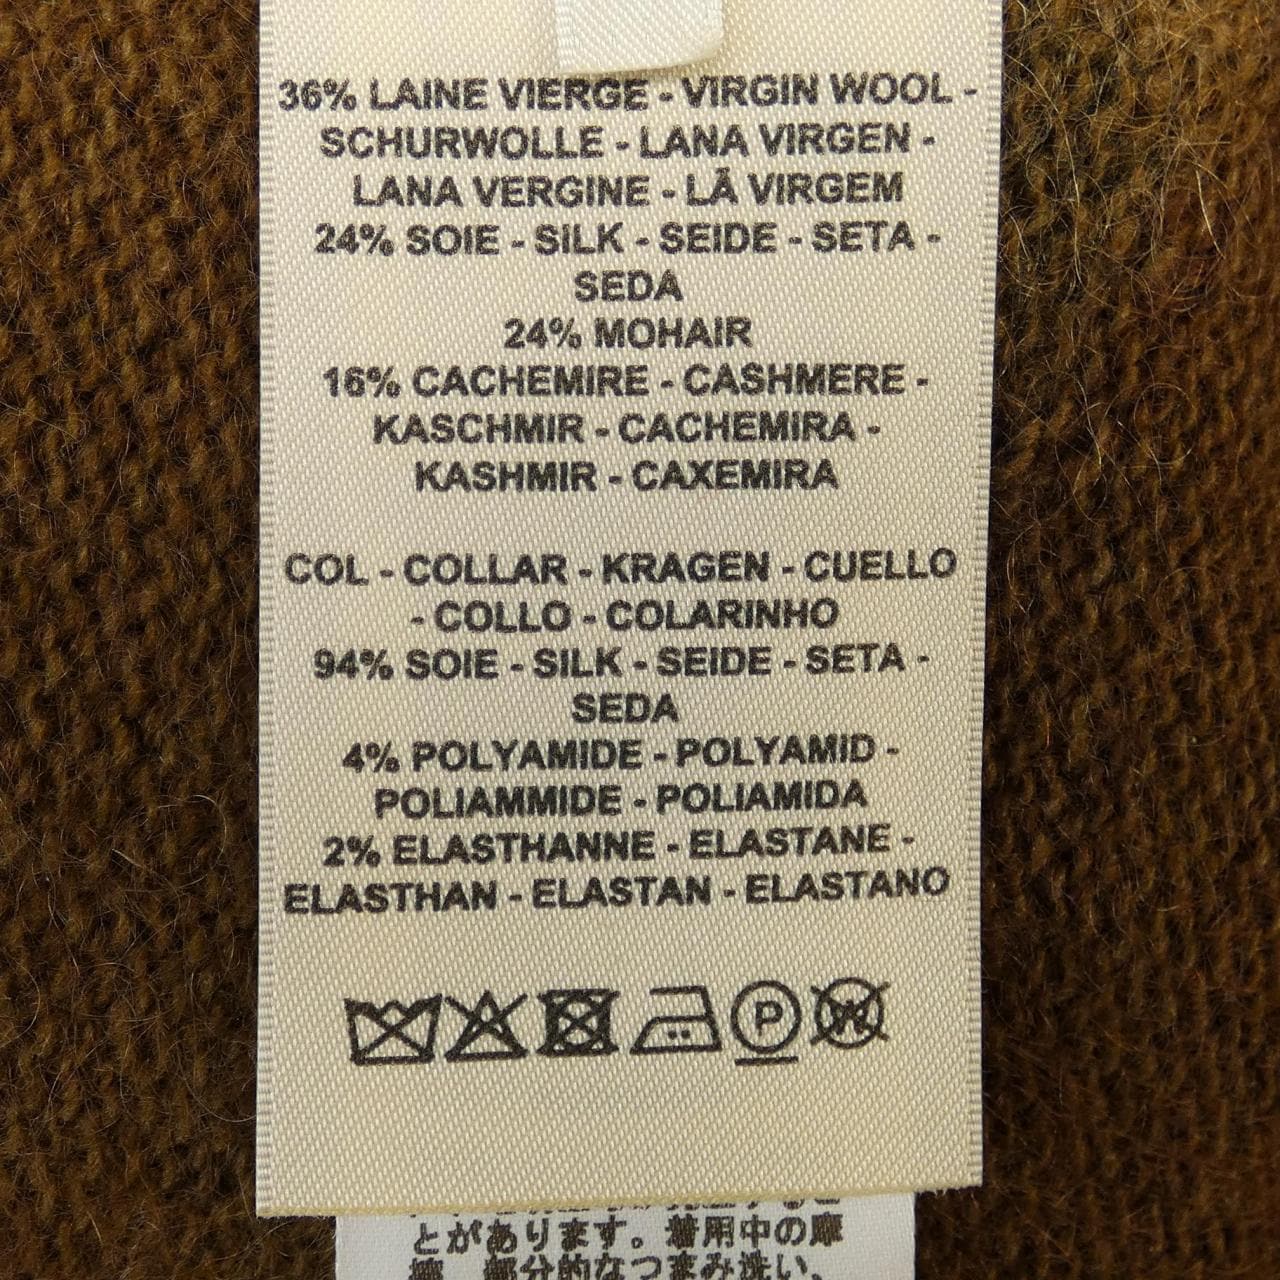 36% LAINE VIERGE - VIRGIN WOOL -
SCHURWOLLE - LANA VIRGEN -
LANA VERGINE - LÃ VIRGEM
24% SOIE - SILK - SEIDE - SETA -
SEDA
24% MOHAIR
16% CACHEMIRE - CASHMERE -
KASCHMIR - CACHEMIRA -
KASHMIR - CAXEMIRA
COL - COLLAR - KRAGEN - CUELLO
- COLLO - COLARINHO
94% SOIE - SILK - SEIDE - SETA -
SEDA
4% POLYAMIDE - POLYAMID -
POLIAMMIDE - POLIAMIDA
2% ELASTHANNE - ELASTANE -
ELASTHAN - ELASTAN - ELASTANO
P W
とがあります。着用中の摩
擦、部分的なつまみ洗い、